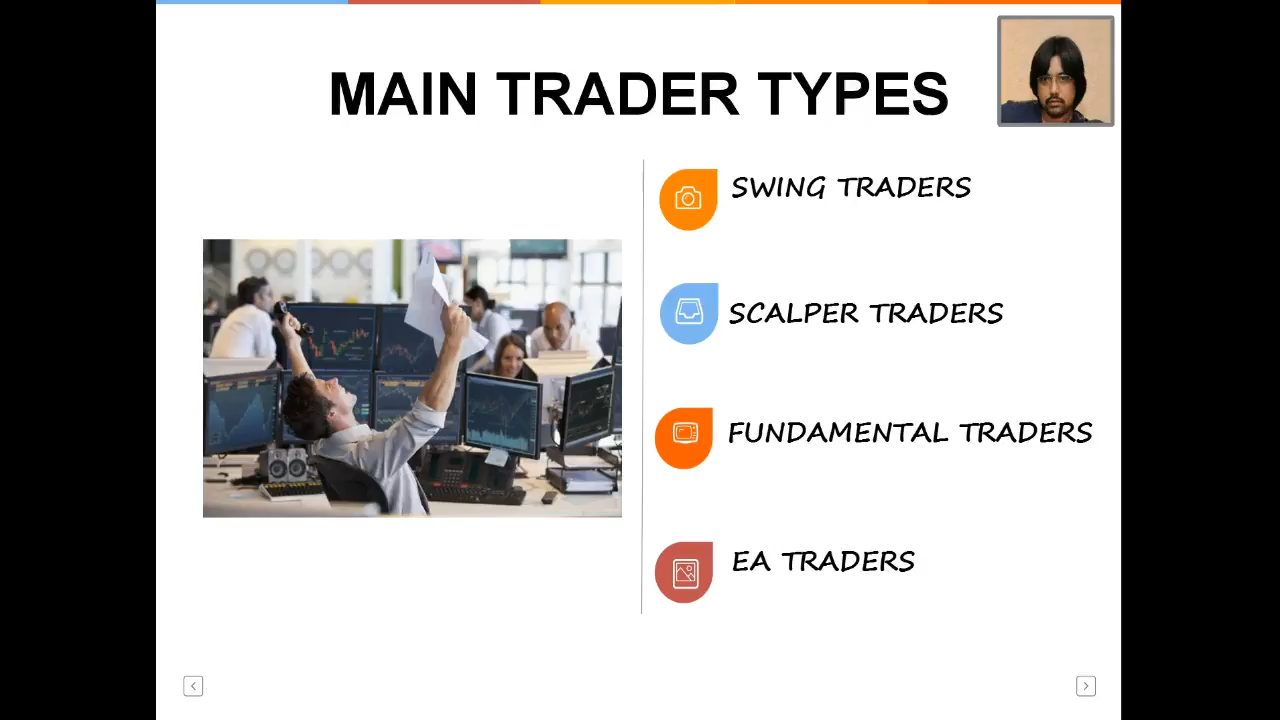 MAIN TRADER TYPES
SWING TRADERS
SCALPER TRADERS
FUNDAMENTAL TRADERS
EA TRADERS